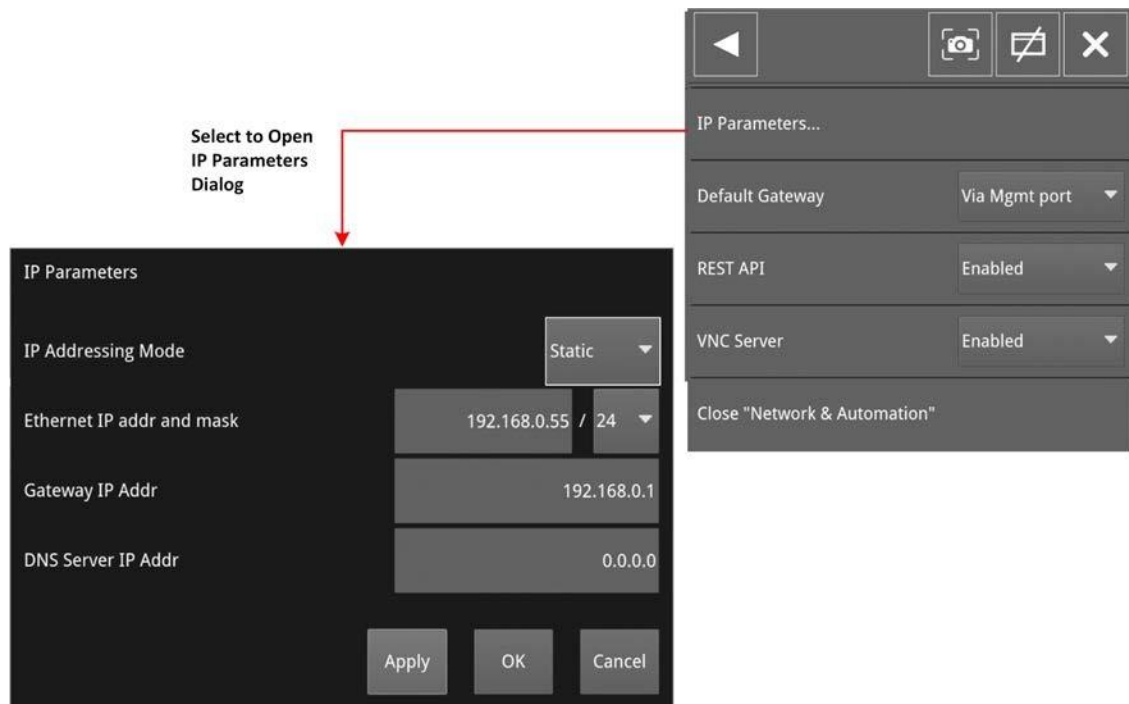 Select to Open
IP Parameters
Dialog
IP Parameters...
Default Gateway Via Mgmt port
REST API Enabled
VNC Server Enabled
Close "Network & Automation"
IP Parameters
IP Addressing Mode Static
Ethernet IP addr and mask 192.168.0.55 / 24
Gateway IP Addr 192.168.0.1
DNS Server IP Addr 0.0.0.0
Apply OK Cancel